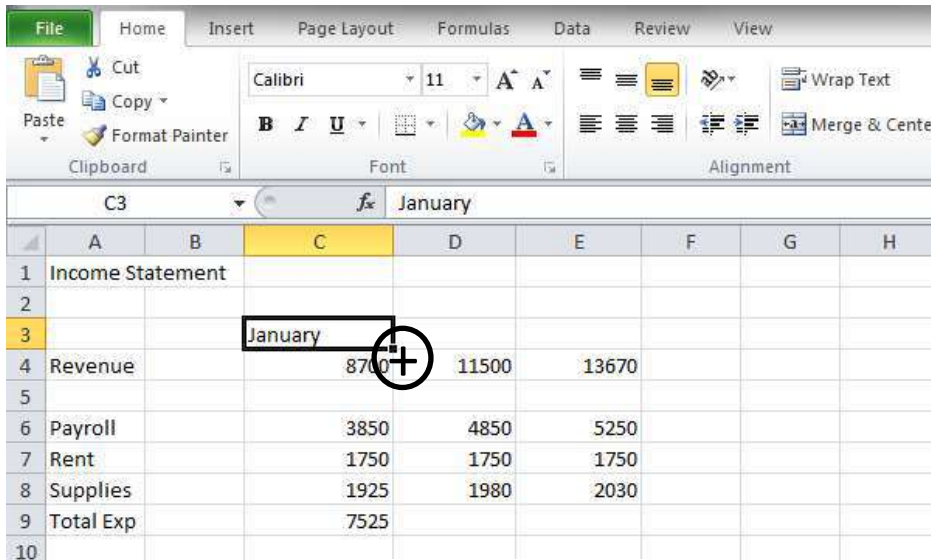 File Home Insert Page Layout Formulas Data Review View
Cut
Copy
Paste
Format Painter
Clipboard
Calibri 11 A A
B I U A
Font
Wrap Text
Merge & Cente
Alignment
C3 fx January
A B C D E F G H
1 Income Statement
2
3 January
4 Revenue 8700 11500 13670
5
6 Payroll 3850 4850 5250
7 Rent 1750 1750 1750
8 Supplies 1925 1980 2030
9 Total Exp 7525
10